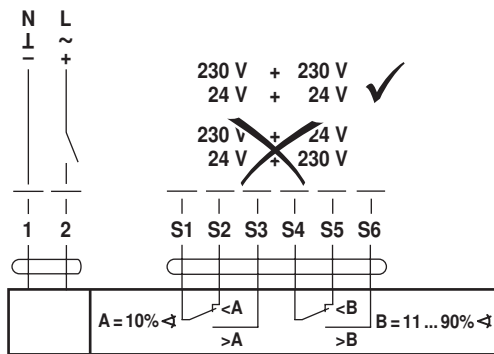 N L
⊥ ~
− +
230 V + 230 V
24 V + 24 V
230 V + 24 V
24 V + 230 V
1 2 S1 S2 S3 S4 S5 S6
A = 10% ∢ <A <B B = 11 ... 90% ∢
>A >B